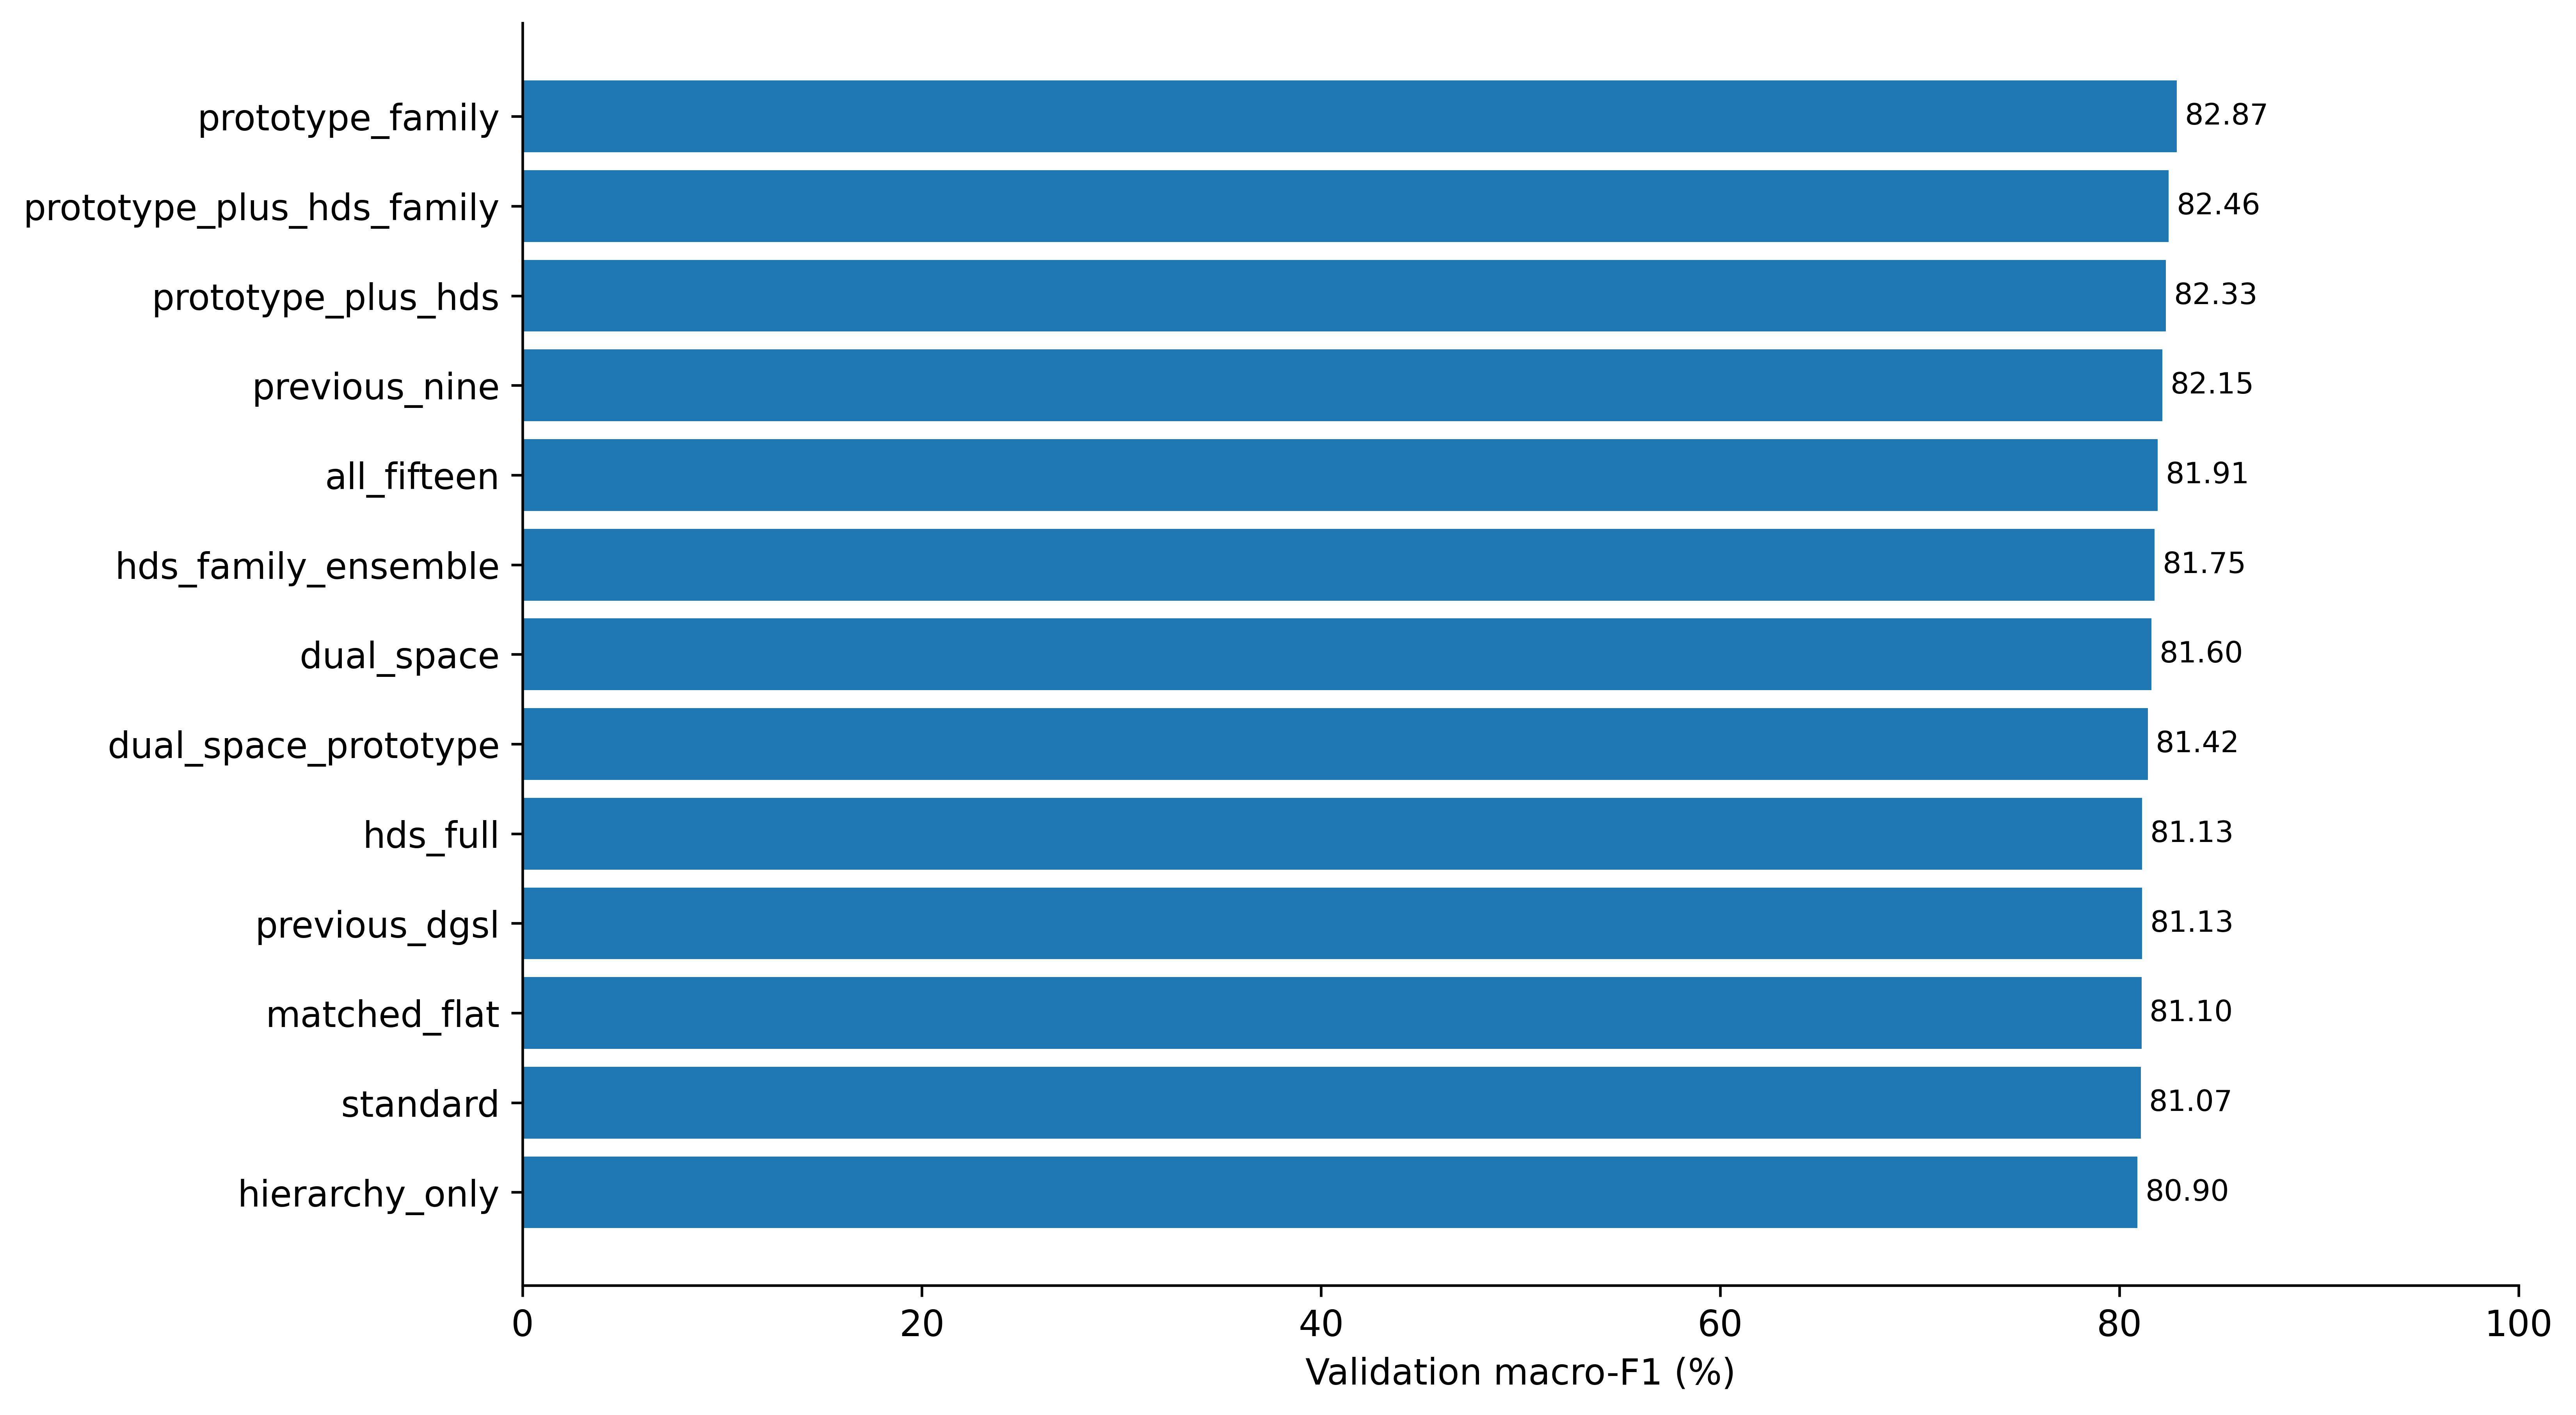 prototype_family 82.87
prototype_plus_hds_family 82.46
prototype_plus_hds 82.33
previous_nine 82.15
all_fifteen 81.91
hds_family_ensemble 81.75
dual_space 81.60
dual_space_prototype 81.42
hds_full 81.13
previous_dgsl 81.13
matched_flat 81.10
standard 81.07
hierarchy_only 80.90
0 20 40 60 80 100
Validation macro-F1 (%)